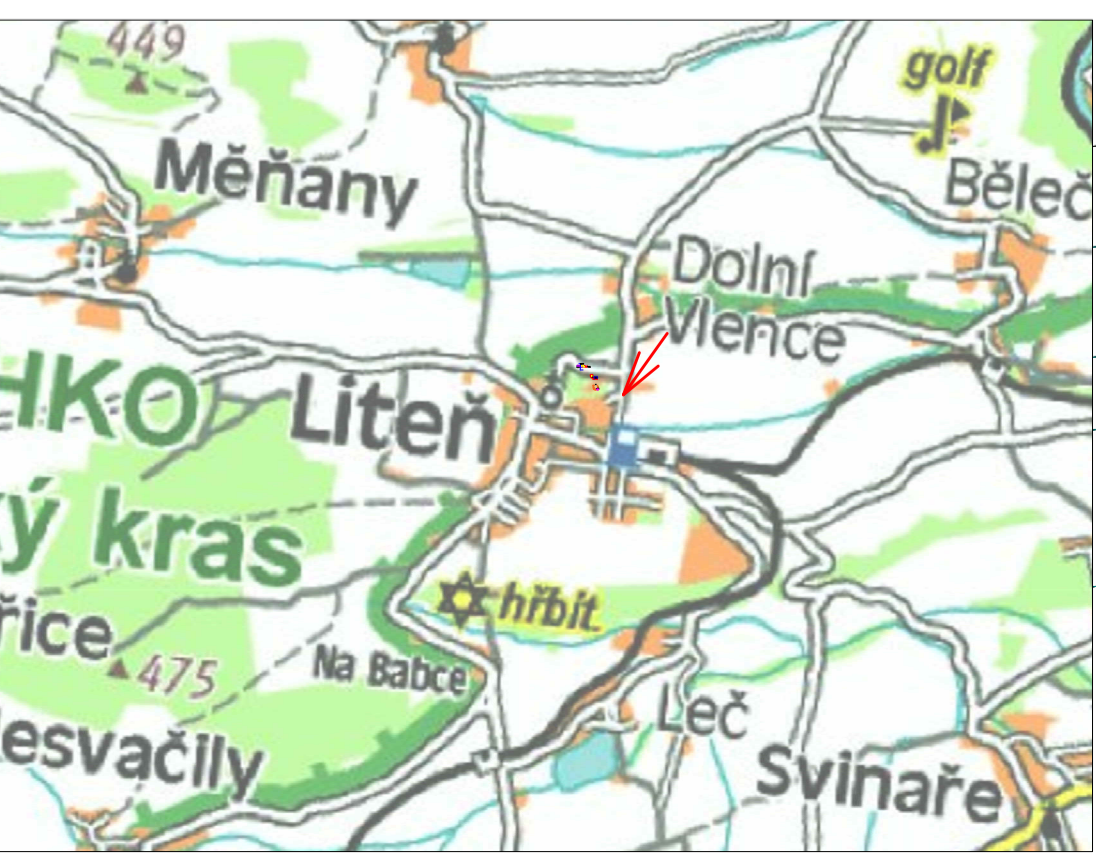 449
golf
Měňany
Běleč
Dolní
Vlence
HKO
Liteň
ý kras
hřbit.
řice
475
Na Babce
Leč
esvačily
Svinaře